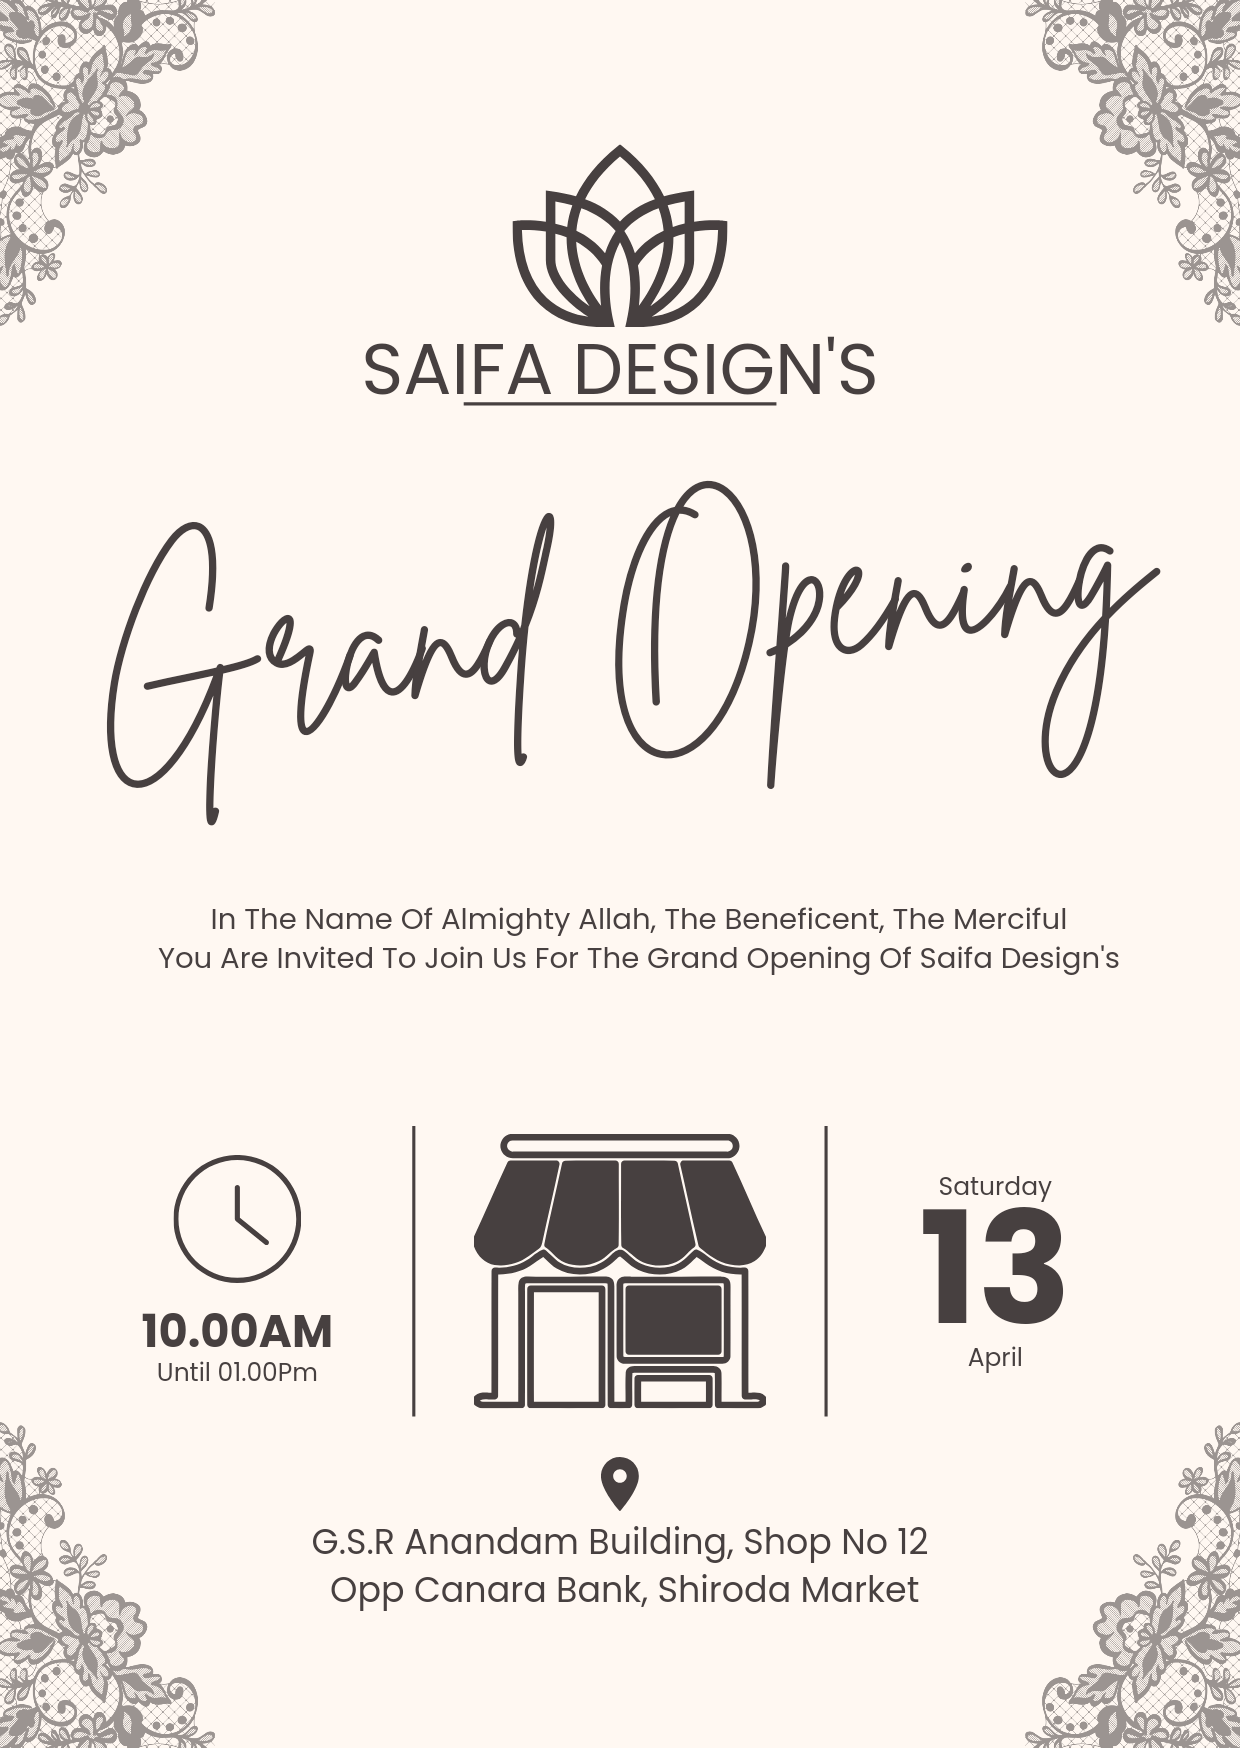 SAIFA DESIGN'S
Grand Opening
In The Name Of Almighty Allah, The Beneficent, The Merciful
You Are Invited To Join Us For The Grand Opening Of Saifa Design's
10.00AM
Until 01.00Pm
Saturday
13
April
G.S.R Anandam Building, Shop No 12
Opp Canara Bank, Shiroda Market